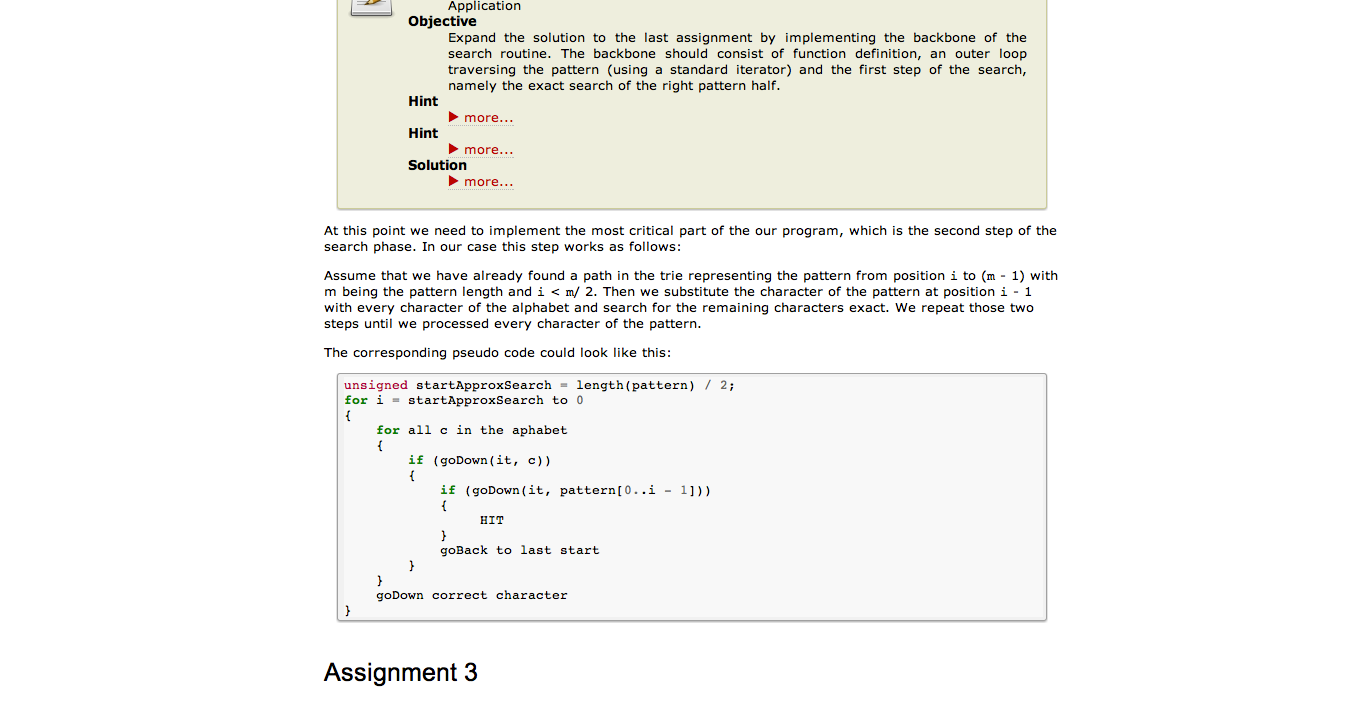 Application
Objective
Expand the solution to the last assignment by implementing the backbone of the
search routine. The backbone should consist of function definition, an outer loop
traversing the pattern (using a standard iterator) and the first step of the search,
namely the exact search of the right pattern half.
Hint
▶ more...
Hint
▶ more...
Solution
▶ more...
At this point we need to implement the most critical part of the our program, which is the second step of the
search phase. In our case this step works as follows:
Assume that we have already found a path in the trie representing the pattern from position i to (m - 1) with
m being the pattern length and i < m/ 2. Then we substitute the character of the pattern at position i - 1
with every character of the alphabet and search for the remaining characters exact. We repeat those two
steps until we processed every character of the pattern.
The corresponding pseudo code could look like this:
unsigned startApproxSearch = length(pattern) / 2;
for i = startApproxSearch to 0
{
    for all c in the aphabet
    {
        if (goDown(it, c))
        {
            if (goDown(it, pattern[0..i - 1]))
            {
                 HIT
            }
            goBack to last start
        }
    }
    goDown correct character
}
Assignment 3